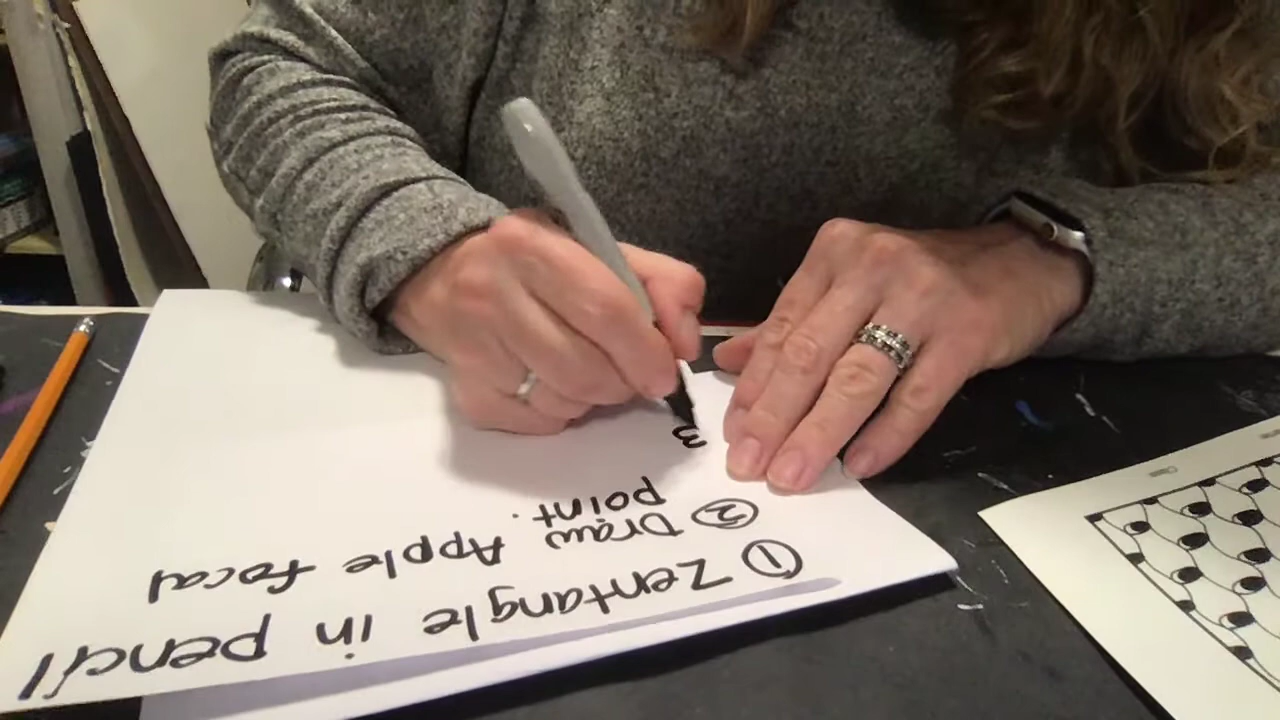 ① Zentangle in pencil
② Draw Apple focal
point.
3